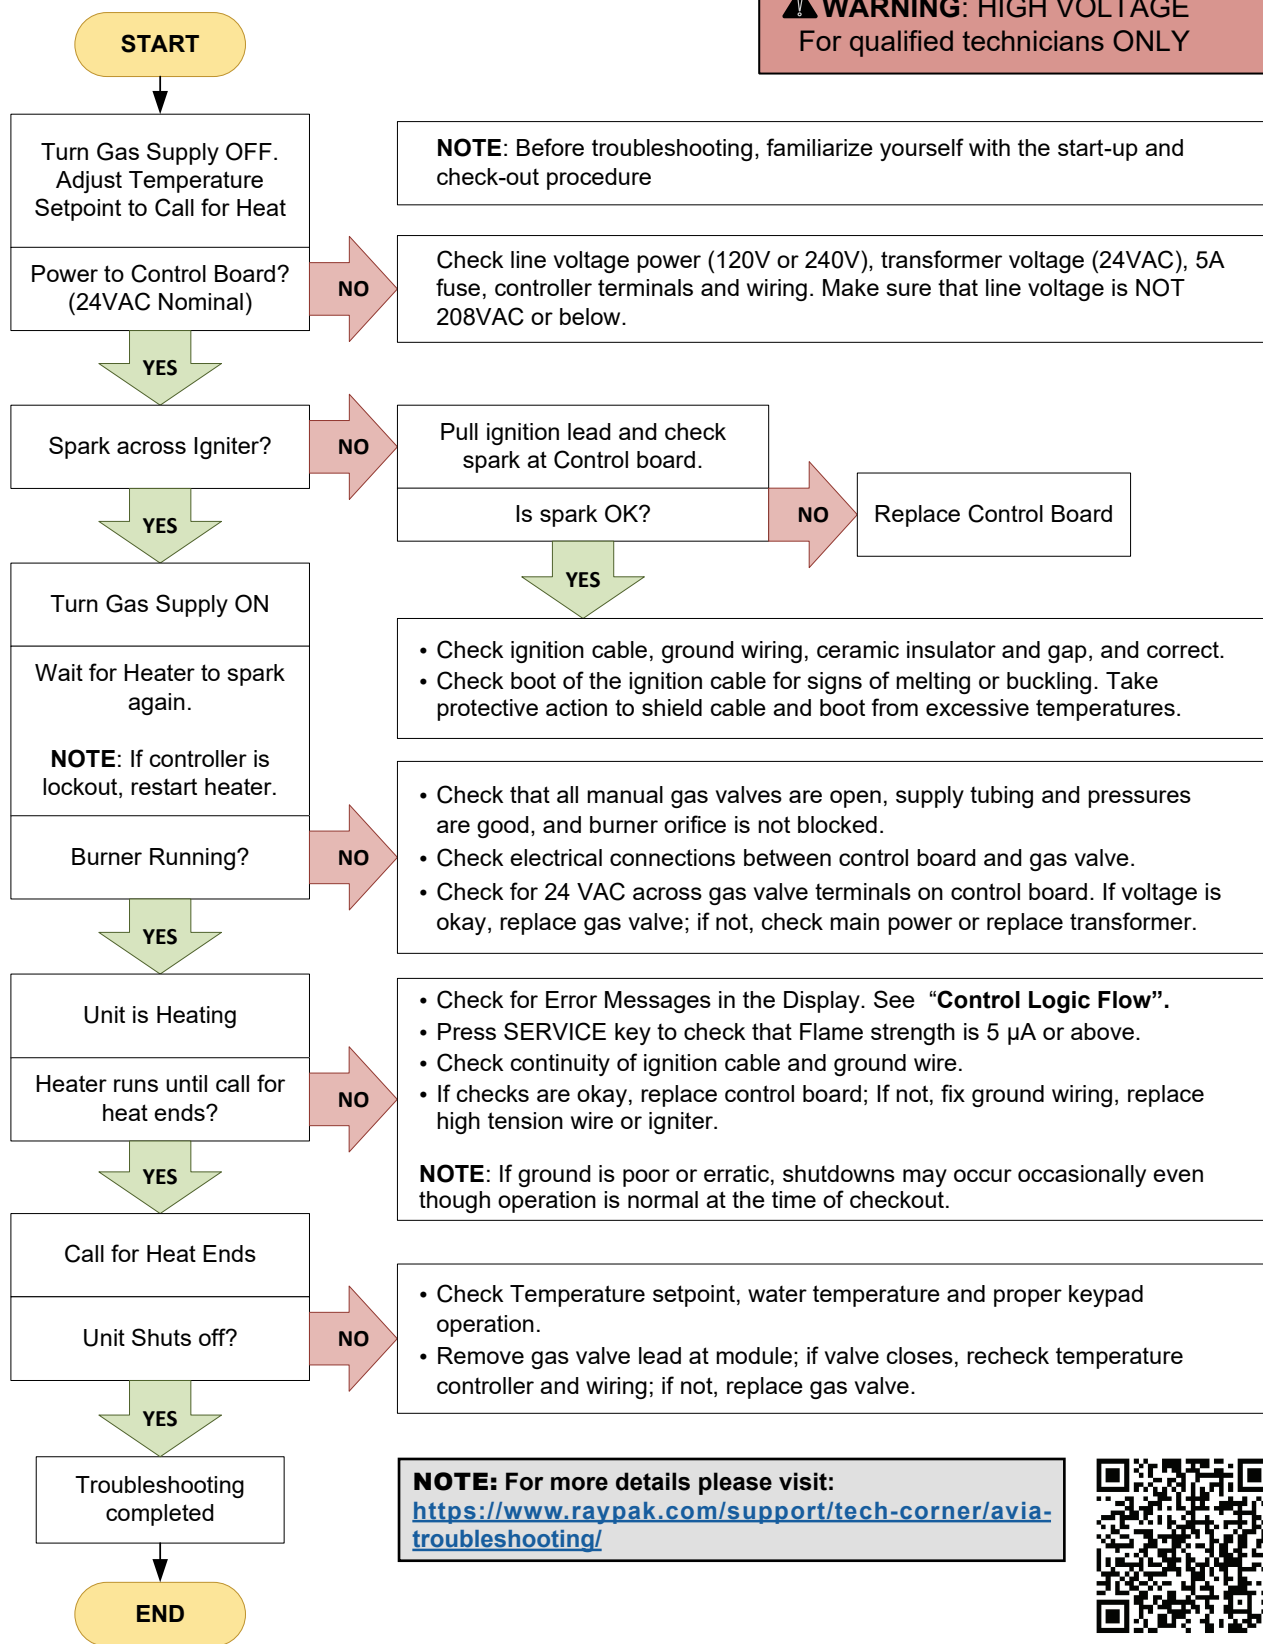 WARNING: HIGH VOLTAGE
For qualified technicians ONLY
START
Turn Gas Supply OFF.
Adjust Temperature
Setpoint to Call for Heat
NOTE: Before troubleshooting, familiarize yourself with the start-up and
check-out procedure
Power to Control Board?
(24VAC Nominal)
NO
Check line voltage power (120V or 240V), transformer voltage (24VAC), 5A
fuse, controller terminals and wiring. Make sure that line voltage is NOT
208VAC or below.
YES
Spark across Igniter?
NO
Pull ignition lead and check
spark at Control board.
Is spark OK?
NO
Replace Control Board
YES
YES
• Check ignition cable, ground wiring, ceramic insulator and gap, and correct.
• Check boot of the ignition cable for signs of melting or buckling. Take
protective action to shield cable and boot from excessive temperatures.
Turn Gas Supply ON
Wait for Heater to spark
again.
NOTE: If controller is
lockout, restart heater.
Burner Running?
NO
• Check that all manual gas valves are open, supply tubing and pressures
are good, and burner orifice is not blocked.
• Check electrical connections between control board and gas valve.
• Check for 24 VAC across gas valve terminals on control board. If voltage is
okay, replace gas valve; if not, check main power or replace transformer.
YES
Unit is Heating
Heater runs until call for
heat ends?
NO
• Check for Error Messages in the Display. See “Control Logic Flow”.
• Press SERVICE key to check that Flame strength is 5 µA or above.
• Check continuity of ignition cable and ground wire.
• If checks are okay, replace control board; If not, fix ground wiring, replace
high tension wire or igniter.
NOTE: If ground is poor or erratic, shutdowns may occur occasionally even
though operation is normal at the time of checkout.
YES
Call for Heat Ends
Unit Shuts off?
NO
• Check Temperature setpoint, water temperature and proper keypad
operation.
• Remove gas valve lead at module; if valve closes, recheck temperature
controller and wiring; if not, replace gas valve.
YES
Troubleshooting
completed
NOTE: For more details please visit:
https://www.raypak.com/support/tech-corner/avia-
troubleshooting/
END